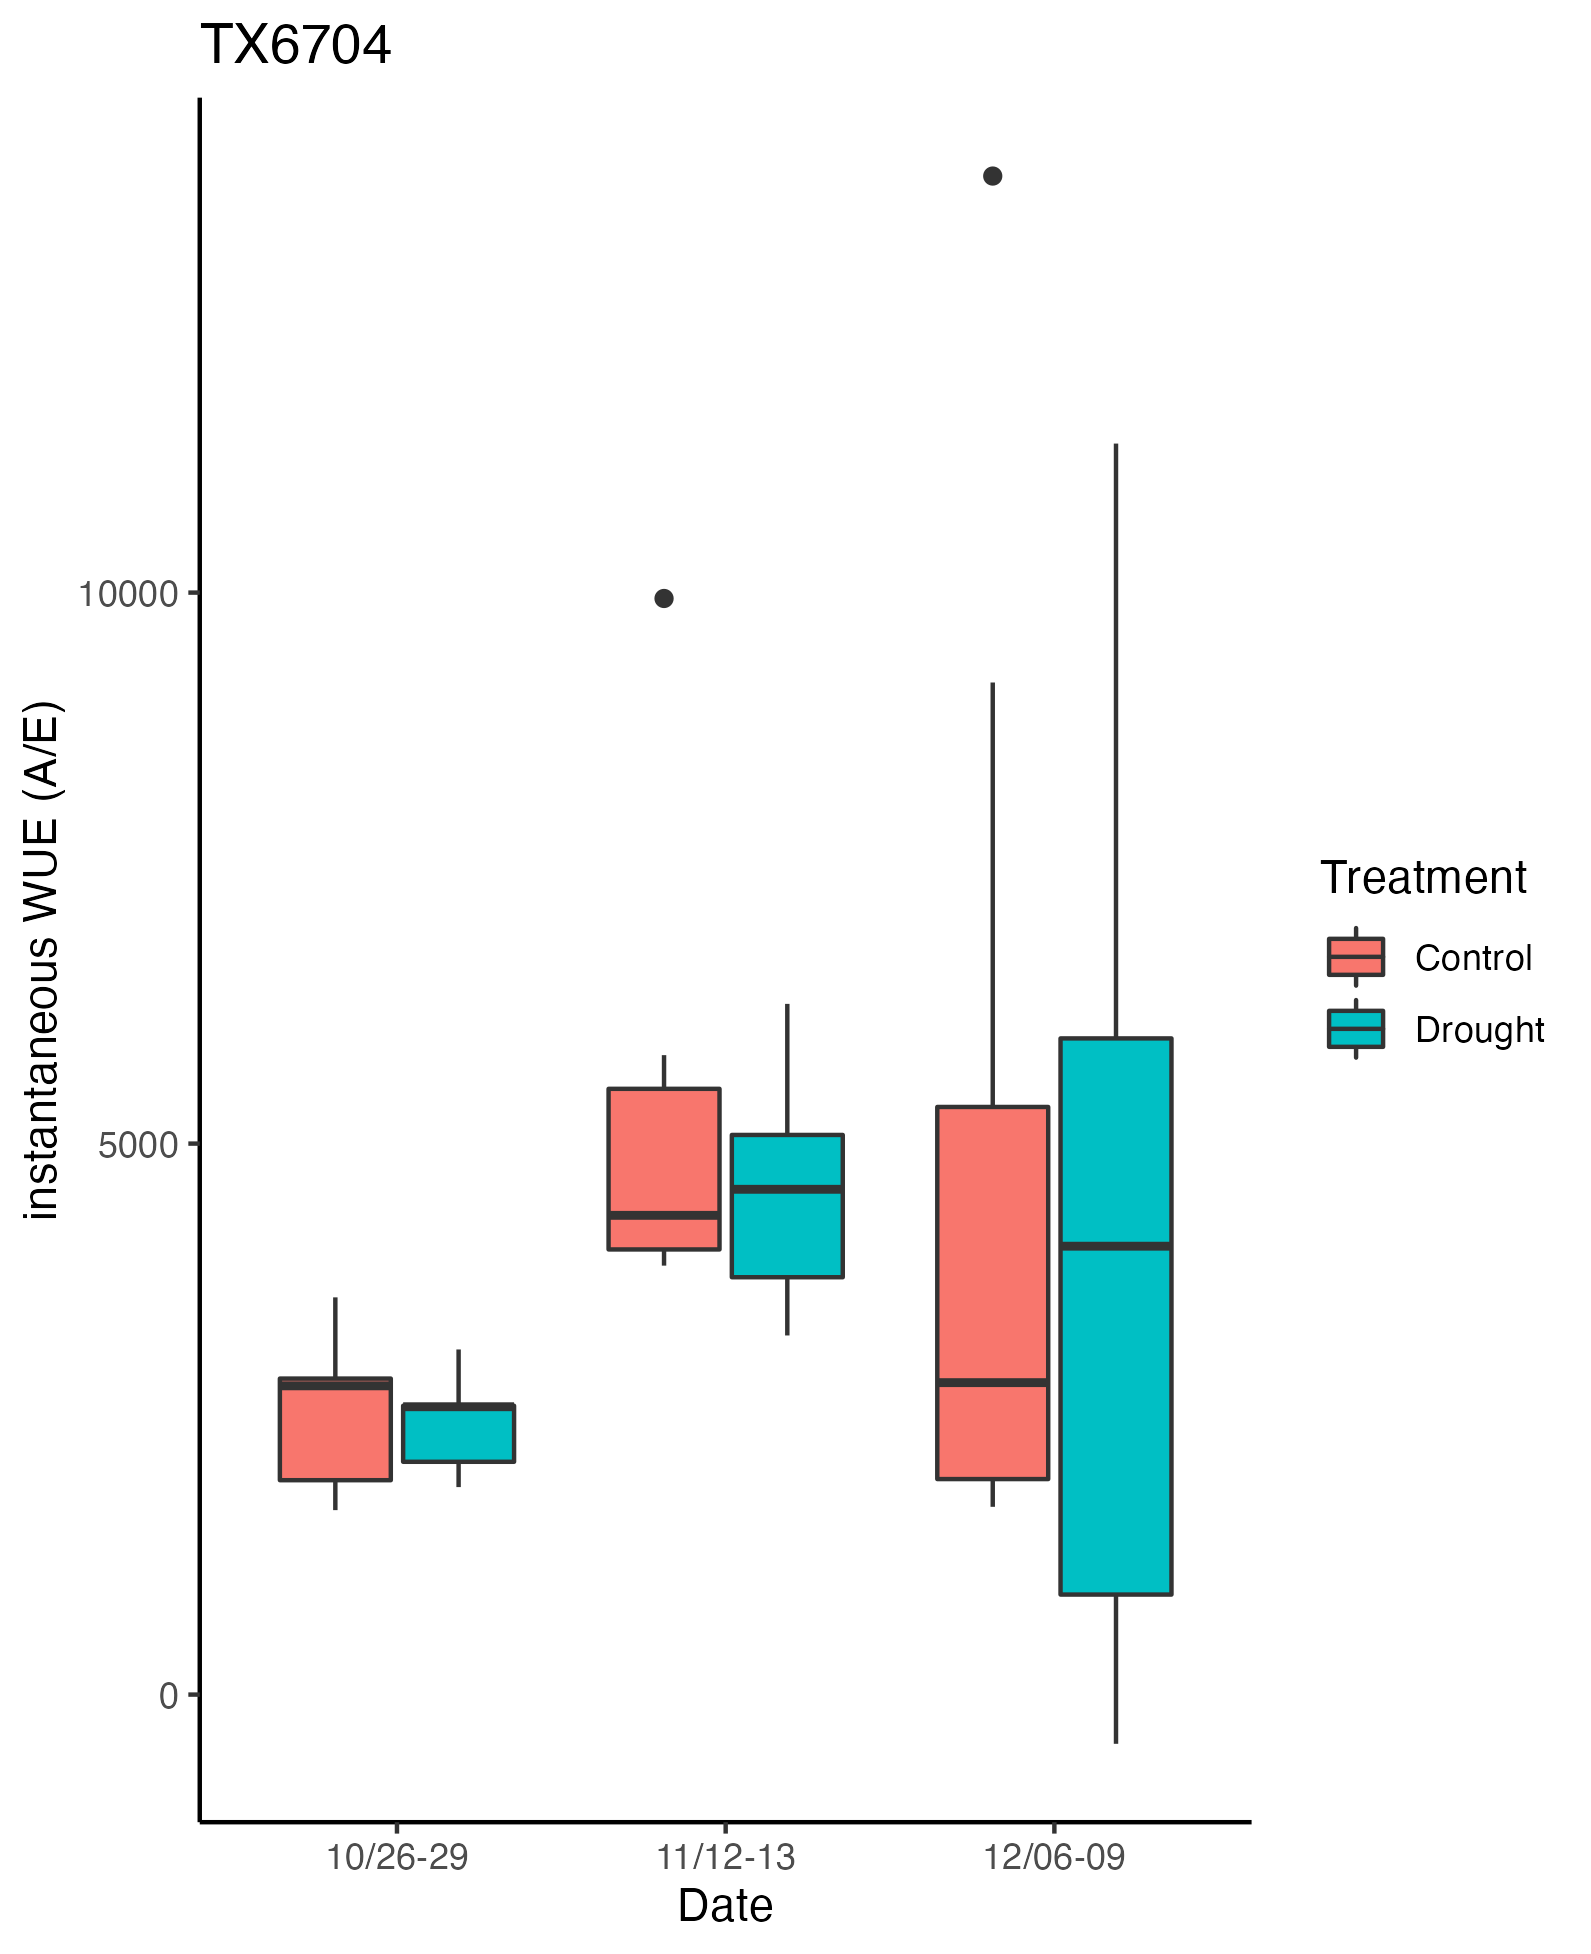 TX6704
instantaneous WUE (A/E)
10000
5000
0
10/26-29
11/12-13
12/06-09
Date
Treatment
Control
Drought